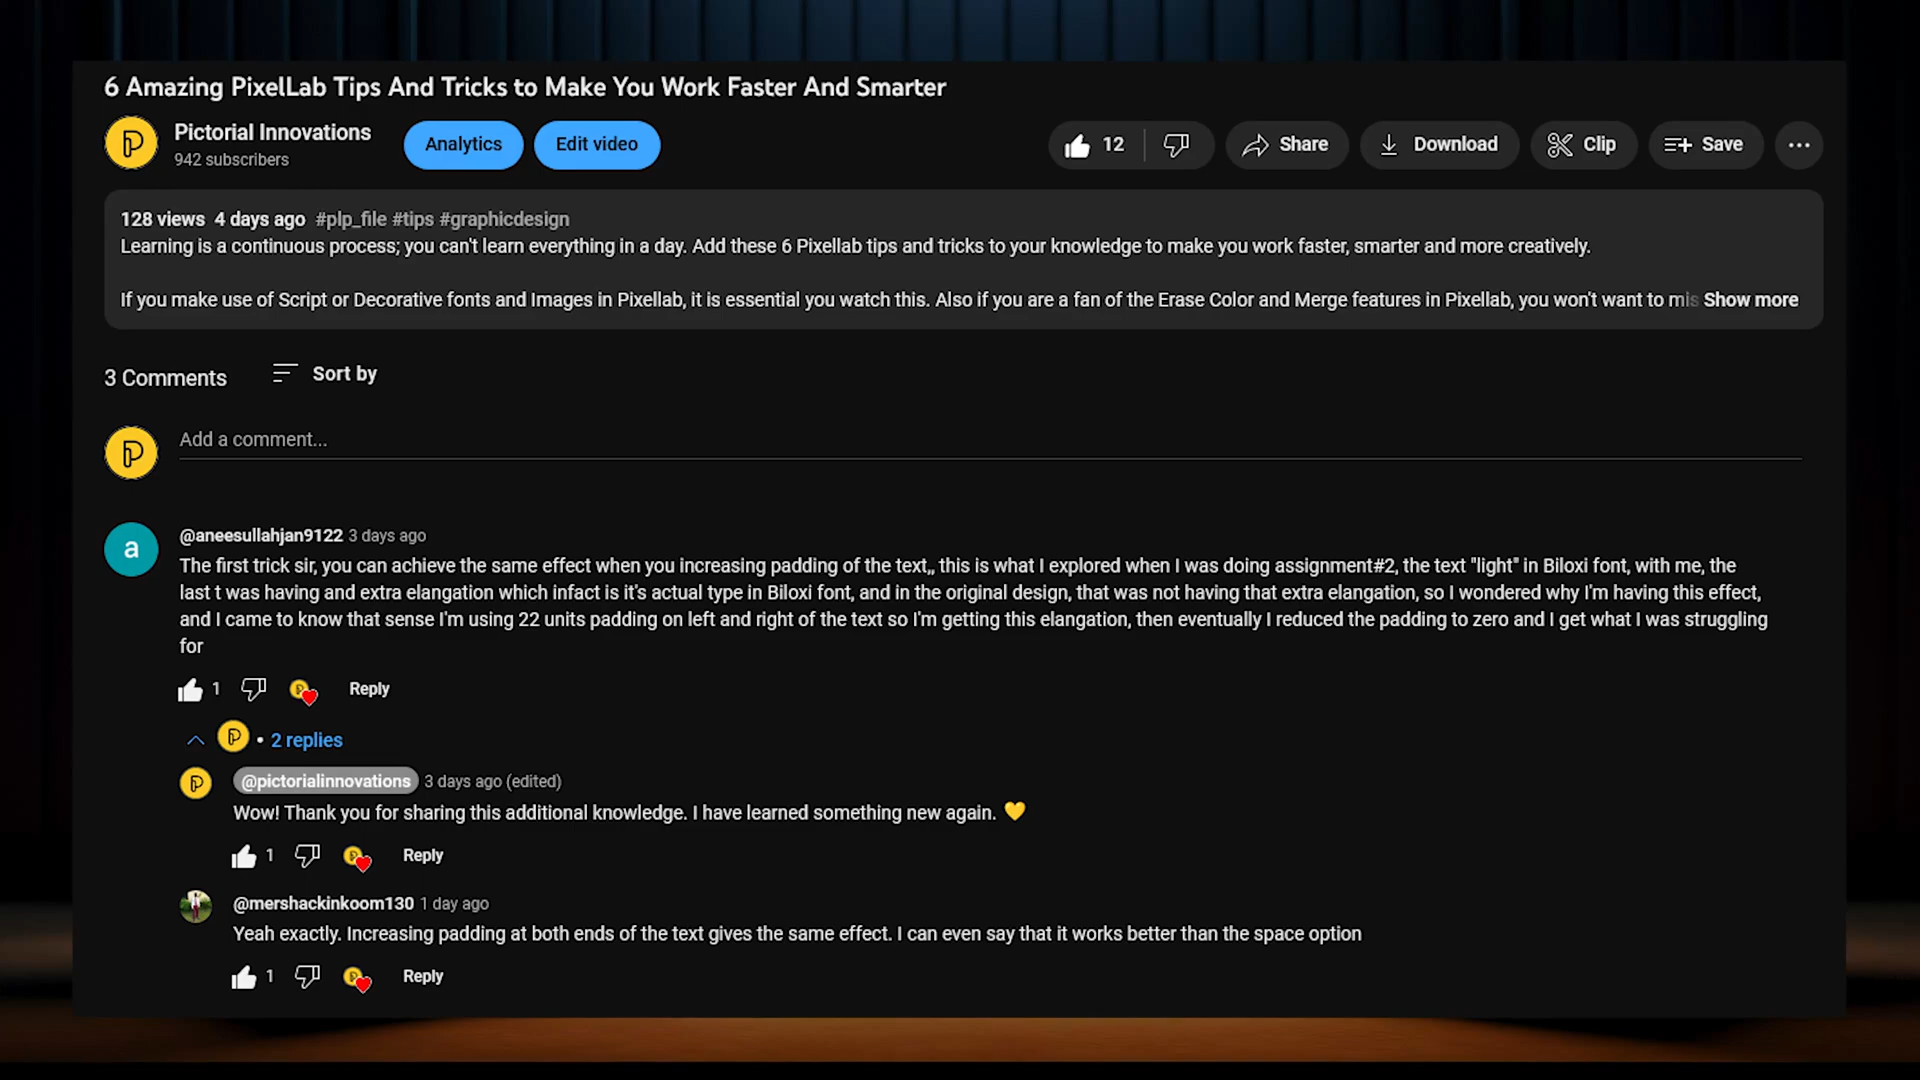 6 Amazing PixelLab Tips And Tricks to Make You Work Faster And Smarter
Pictorial Innovations
942 subscribers
Analytics
Edit video
12
Share
Download
Clip
Save
128 views 4 days ago #plp_file #tips #graphicdesign
Learning is a continuous process; you can't learn everything in a day. Add these 6 Pixellab tips and tricks to your knowledge to make you work faster, smarter and more creatively.
If you make use of Script or Decorative fonts and Images in Pixellab, it is essential you watch this. Also if you are a fan of the Erase Color and Merge features in Pixellab, you won't want to mis Show more
3 Comments
Sort by
Add a comment...
a
@aneesullahjan9122 3 days ago
The first trick sir, you can achieve the same effect when you increasing padding of the text,, this is what I explored when I was doing assignment#2, the text "light" in Biloxi font, with me, the
last t was having and extra elangation which infact is it's actual type in Biloxi font, and in the original design, that was not having that extra elangation, so I wondered why I'm having this effect,
and I came to know that sense I'm using 22 units padding on left and right of the text so I'm getting this elangation, then eventually I reduced the padding to zero and I get what I was struggling
for
1 Reply
• 2 replies
@pictorialinnovations 3 days ago (edited)
Wow! Thank you for sharing this additional knowledge. I have learned something new again. 💛
1 Reply
@mershackinkoom130 1 day ago
Yeah exactly. Increasing padding at both ends of the text gives the same effect. I can even say that it works better than the space option
1 Reply